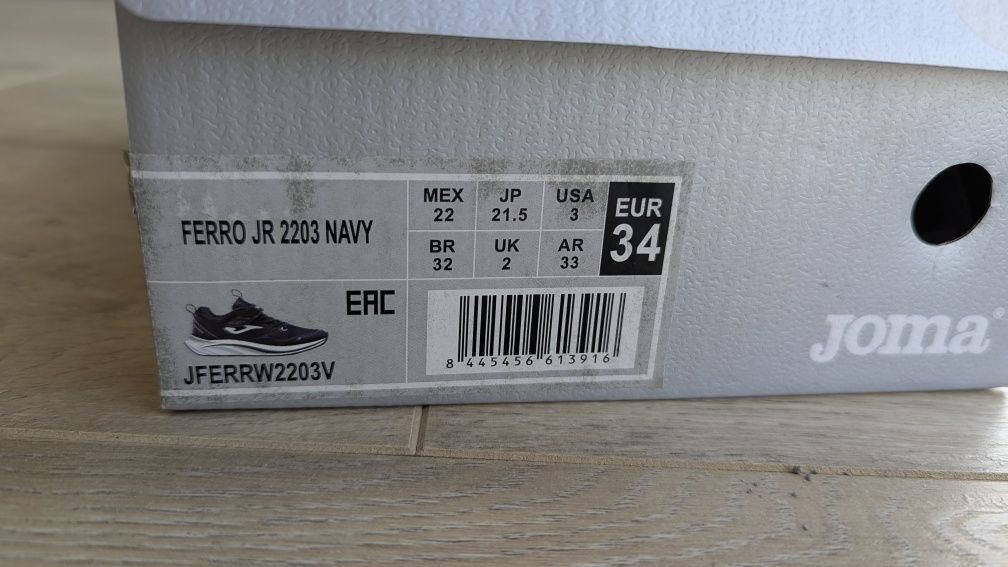 FERRO JR 2203 NAVY
MEX JP USA
22 21.5 3
BR UK AR
32 2 33
EUR
34
EAC
JFERRW2203V
8 445456 613916
Joma